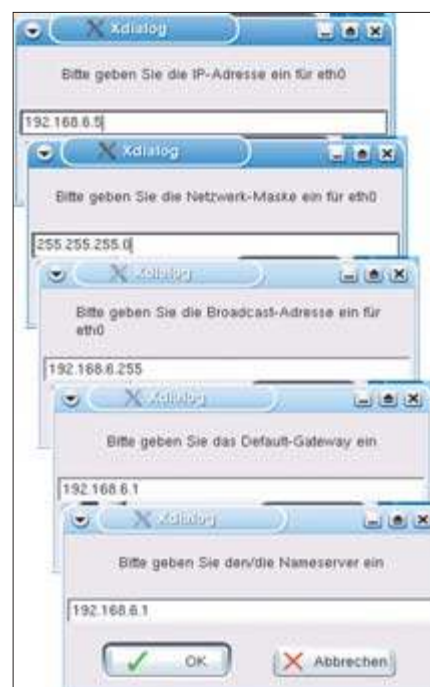 Xdialog
Bitte geben Sie die IP-Adresse ein für eth0
192.168.6.5
Xdialog
Bitte geben Sie die Netzwerk-Maske ein für eth0
255.255.255.0
Xdialog
Bitte geben Sie die Broadcast-Adresse ein für
eth0
192.168.6.255
Xdialog
Bitte geben Sie das Default-Gateway ein
192.168.6.1
Xdialog
Bitte geben Sie den/die Nameserver ein
192.168.6.1
OK Abbrechen